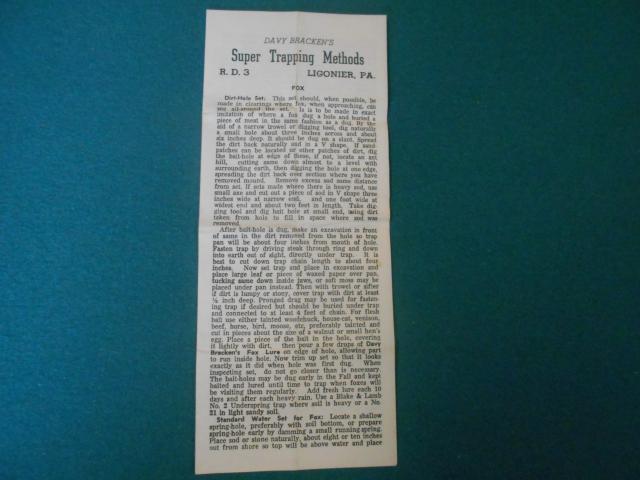 DAVY BRACKEN'S
Super Trapping Methods
R. D. 3 LIGONIER, PA.
FOX
Dirt-Hole Set: This set should, when possible, be
made in clearings where fox, when approaching, can
see all-around the set. Is is to be made in exact
imitation of where a fox dug a hole and buried a
piece of meat in the same fashion as a dug. By the
aid of a narrow trowel or digging tool, dig naturally
a small hole about three inches across and about
six inches deep. It should be dug on a slant. Spread
the dirt back naturally and in a V shape. If sand
patches can be located or other patches of dirt, dig
the bait-hole at edge of these, if not, locate an ant
hill, cutting same down almost to a level with
surrounding earth, then digging the hole at one edge,
spreading the dirt back over section where you have
removed mound. Remove excess sod some distance
from set. If sets made where there is heavy sod, use
small axe and cut out a piece of sod in V shape three
inches wide at narrow end, and one foot wide at
widest end and about two feet in length. Take dig-
ging tool and dig bait hole at small end, using dirt
taken from hole to fill in space where sod was
removed.
After bait-hole is dug, make an excavation in front
of same in the dirt removed from the hole so trap
pan will be about four inches from mouth of hole.
Fasten trap by driving steak through ring and down
into earth out of sight, directly under trap. It is
best to cut down trap chain length to about four
inches. Now set trap and place in excavation and
place large leaf or piece of waxed paper over pan,
tucking same down inside jaws, or soft moss may be
placed under pan instead. Then with trowel or sifter
if dirt is lumpy or stony, cover trap with dirt at least
½ inch deep. Pronged drag may be used for fasten-
ing trap if desired but should be buried under trap
and connected to at least 4 feet of chain. For flesh
bait use either tainted woodchuck, house-cat, venison,
beef, horse, bird, moose, etc, preferably tainted and
cut in pieces about the size of a walnut or small hen's
egg. Place a piece of the bait in the hole, covering
it lightly with dirt. then pour a few drops of Davy
Bracken's Fox Lure on edge of hole, allowing part
to run inside hole. Now trim up set so that it looks
exactly as it did when hole was first dug. When
inspecting set, do not go closer than is necessary.
The bait-holes may be dug early in the Fall and kept
baited and lured until time to trap when foxes will
be visiting them regularly. Add fresh lure each 10
days and after each heavy rain. Use a Blake & Lamb
No. 2 Underspring trap where soil is heavy or a No.
21 in light sandy soil.
Standard Water Set for Fox: Locate a shallow
spring-hole, preferably with soil bottom, or prepare
spring-hole early by damming a small running spring.
Place sod or stone naturally, about eight or ten inches
out from shore so top will be above water and place